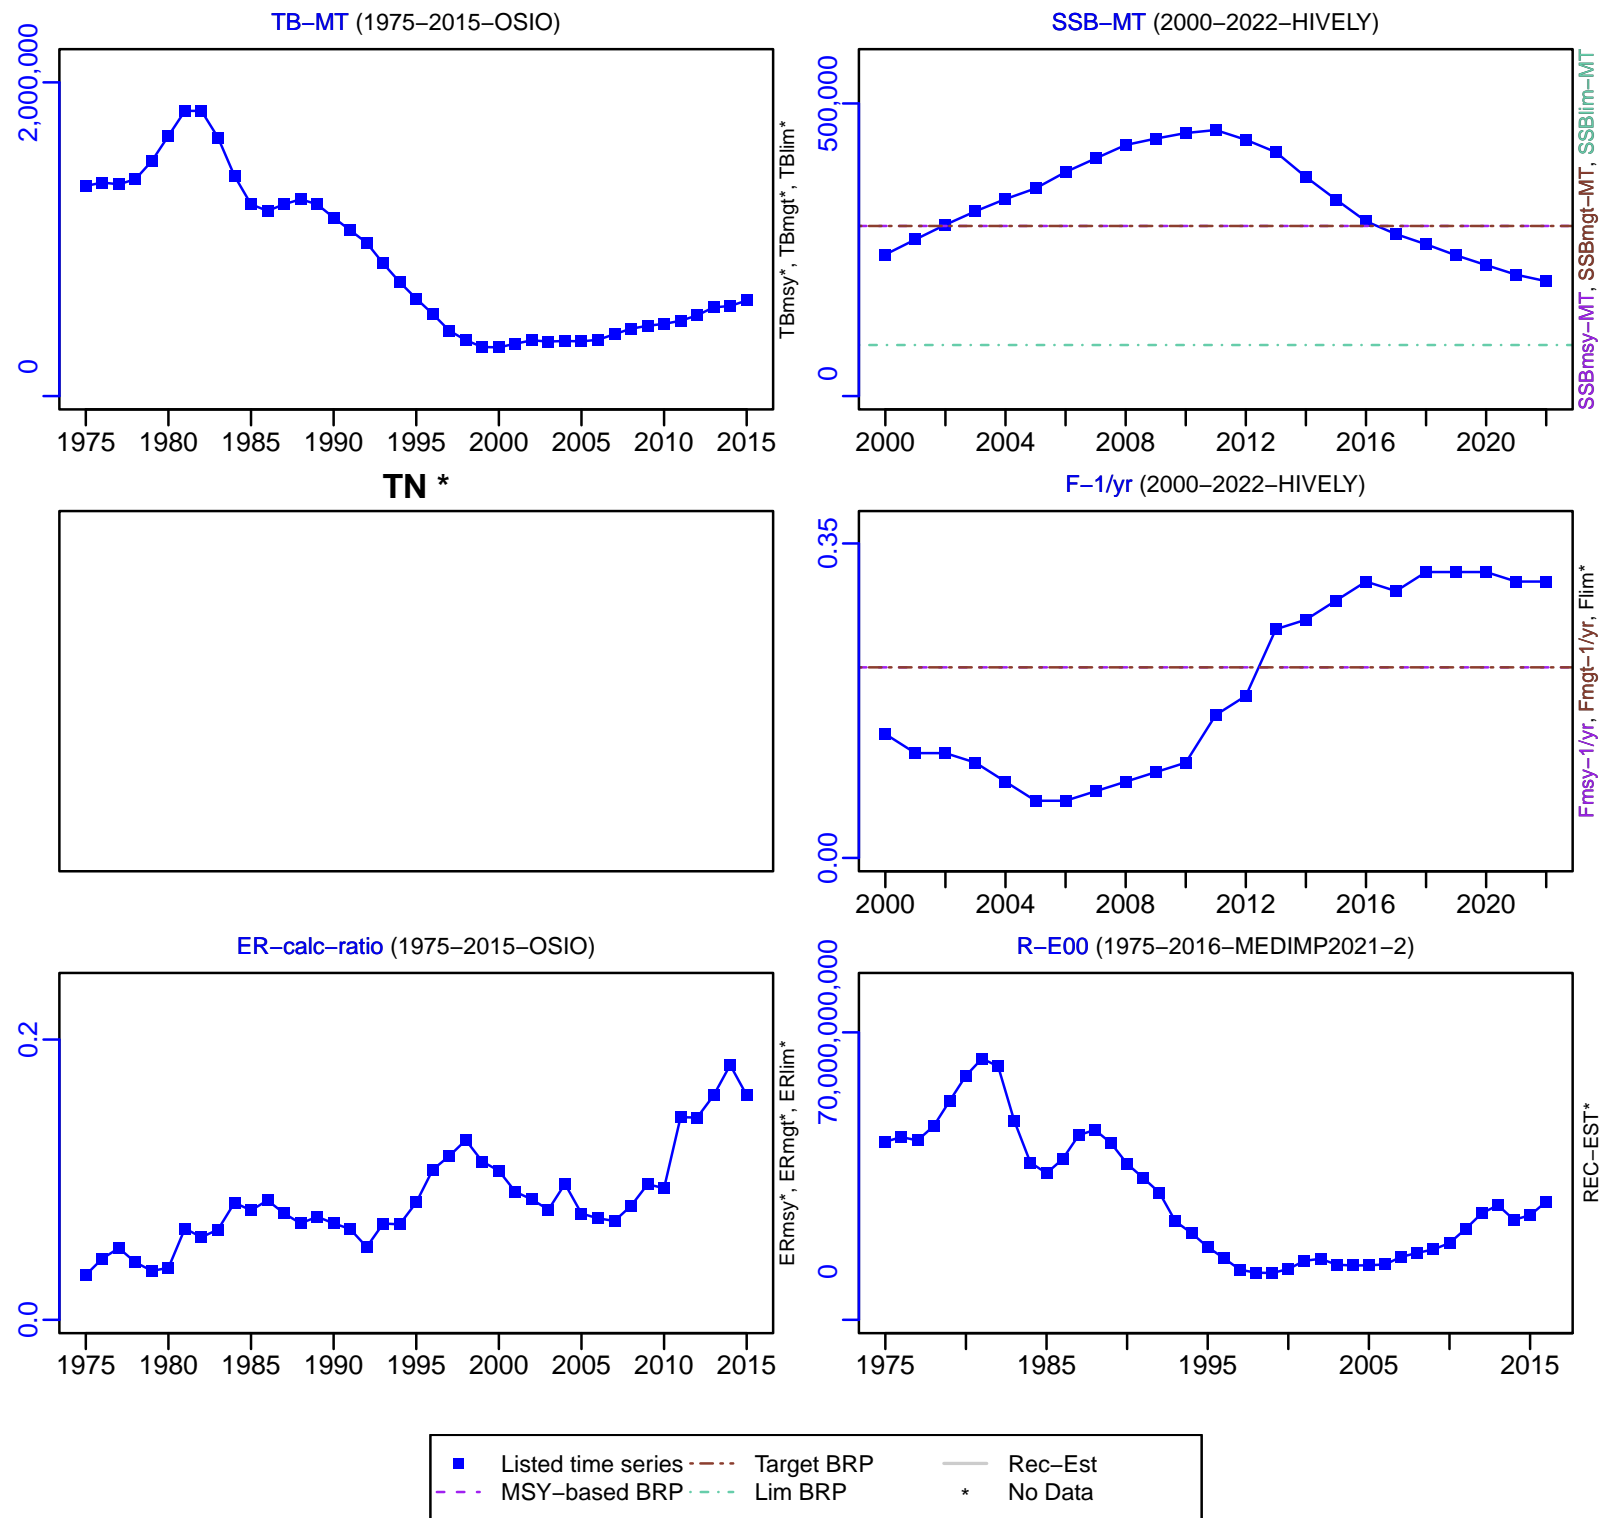 TB−MT (1975−2015−OSIO)
2,000,000
0
TBmsy*, TBmgt*, TBlim*
1975 1980 1985 1990 1995 2000 2005 2010 2015
SSB−MT (2000−2022−HIVELY)
500,000
0
SSBmsy−MT, SSBmgt−MT, SSBlim−MT
2000 2004 2008 2012 2016 2020
TN *
F−1/yr (2000−2022−HIVELY)
0.35
0.00
Fmsy−1/yr, Fmgt−1/yr, Flim*
2000 2004 2008 2012 2016 2020
ER−calc−ratio (1975−2015−OSIO)
0.2
0.0
ERmsy*, ERmgt*, ERlim*
1975 1980 1985 1990 1995 2000 2005 2010 2015
R−E00 (1975−2016−MEDIMP2021−2)
70,000,000,000
0
REC−EST*
1975 1985 1995 2005 2015
Listed time series Target BRP Rec−Est
MSY−based BRP Lim BRP * No Data